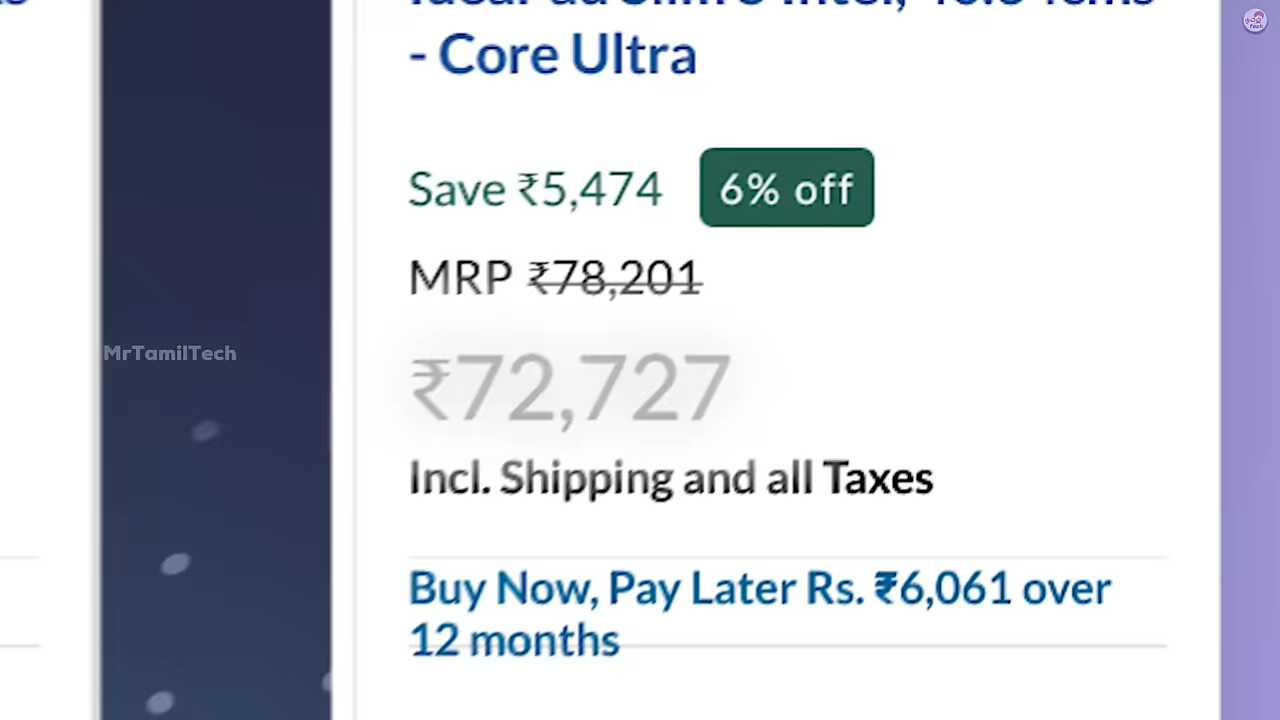 - Core Ultra
Save ₹5,474 6% off
MRP ₹78,201
₹72,727
Incl. Shipping and all Taxes
Buy Now, Pay Later Rs. ₹6,061 over
12 months
MrTamilTech